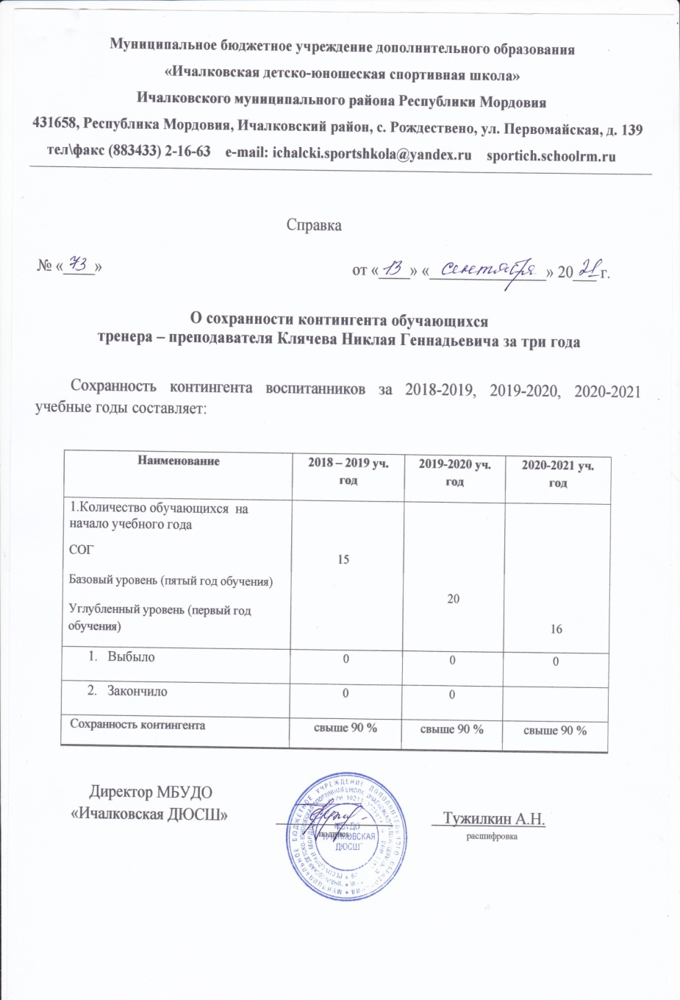 Муниципальное бюджетное учреждение дополнительного образования
«Ичалковская детско-юношеская спортивная школа»
Ичалковского муниципального района Республики Мордовия
431658, Республика Мордовия, Ичалковский район, с. Рождествено, ул. Первомайская, д. 139
тел\факс (883433) 2-16-63 e-mail: ichalcki.sportshkola@yandex.ru sportich.schoolrm.ru
Справка
№ «73» от «13» «сентября» 2021 г.
О сохранности контингента обучающихся
тренера – преподавателя Клячева Никлая Геннадьевича за три года
Сохранность контингента воспитанников за 2018-2019, 2019-2020, 2020-2021
учебные годы составляет:
Наименование 2018 – 2019 уч. год 2019-2020 уч. год 2020-2021 уч. год
1.Количество обучающихся на
начало учебного года
СОГ 15
Базовый уровень (пятый год обучения) 20
Углубленный уровень (первый год
обучения) 16
1. Выбыло 0 0 0
2. Закончило 0 0
Сохранность контингента свыше 90 % свыше 90 % свыше 90 %
Директор МБУДО
«Ичалковская ДЮСШ» Тужилкин А.Н.
подпись расшифровка
МБУДО
ИЧАЛКОВСКАЯ
ДЮСШ"